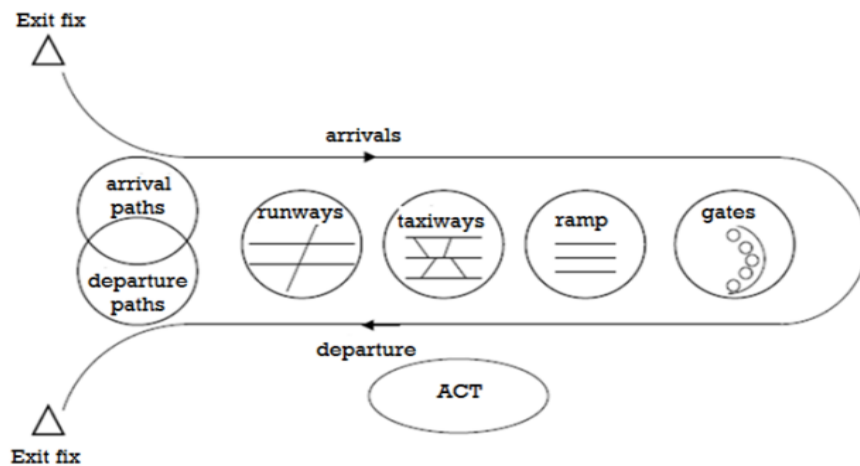 Exit fix
arrivals
arrival
paths
runways
taxiways
ramp
gates
departure
paths
departure
ACT
Exit fix